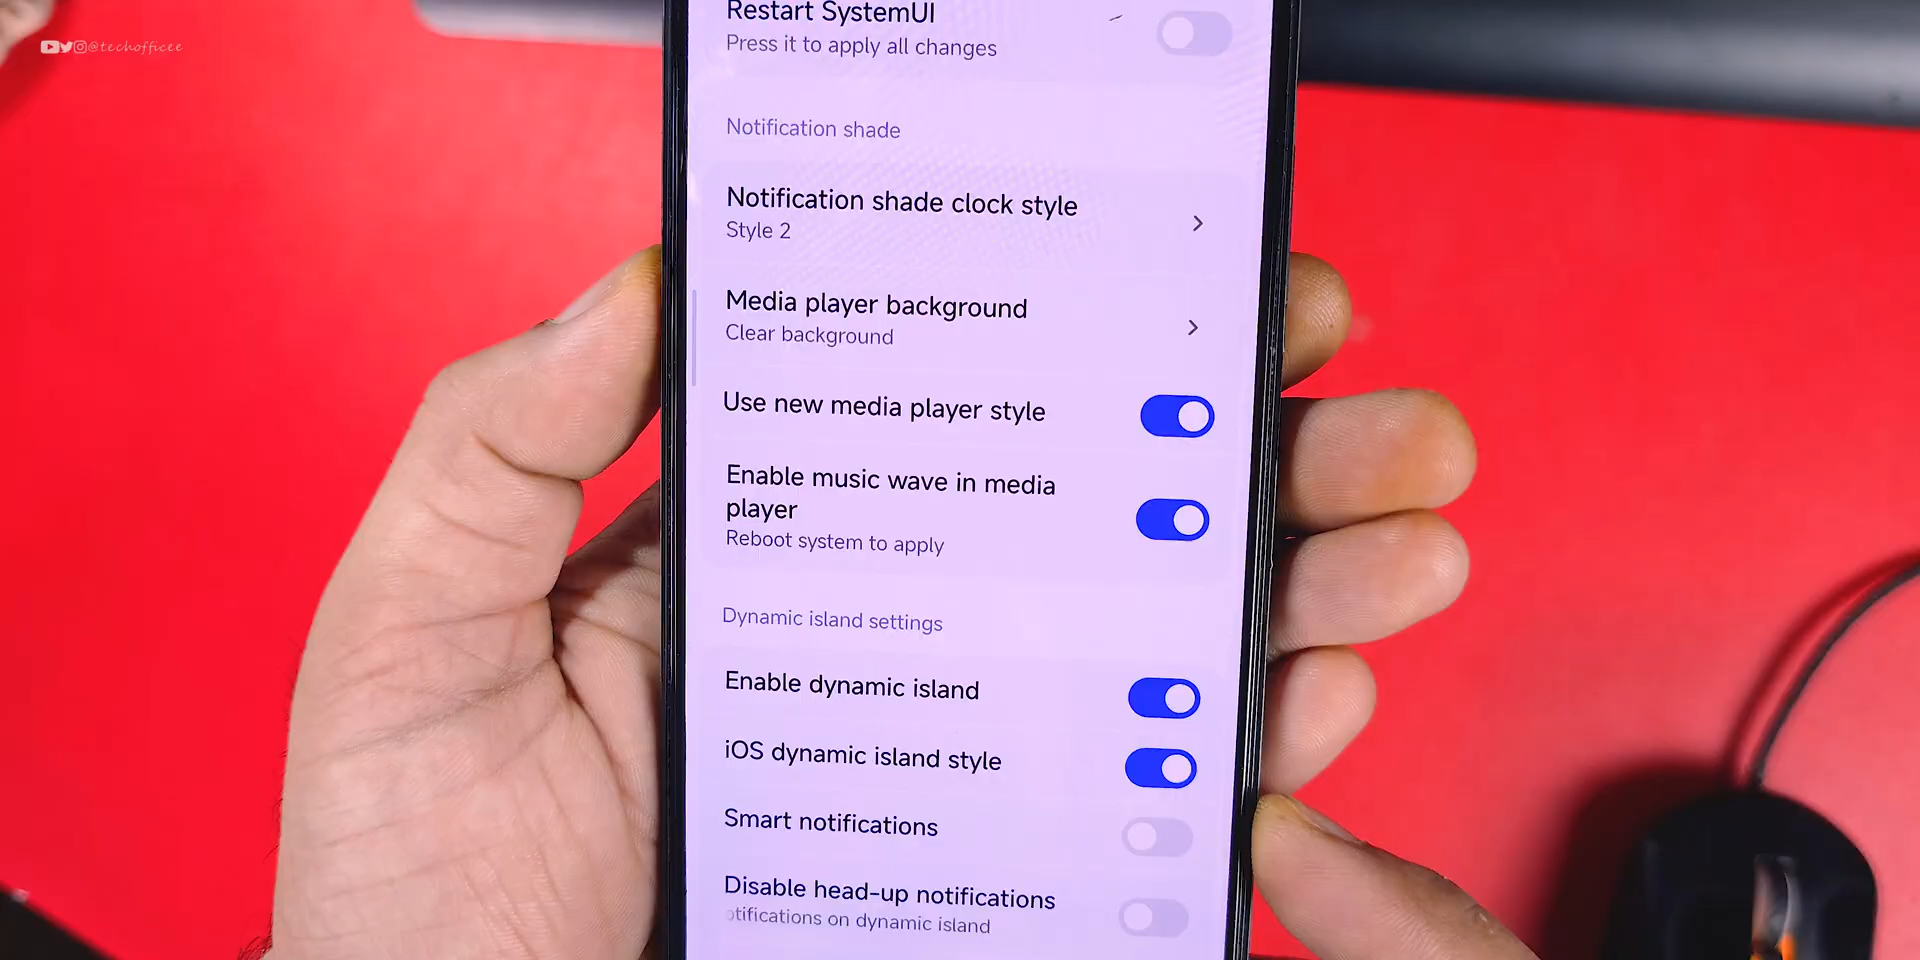 @techofficee
Restart SystemUI
Press it to apply all changes
Notification shade
Notification shade clock style
Style 2
Media player background
Clear background
Use new media player style
Enable music wave in media
player
Reboot system to apply
Dynamic island settings
Enable dynamic island
iOS dynamic island style
Smart notifications
Disable head-up notifications
otifications on dynamic island